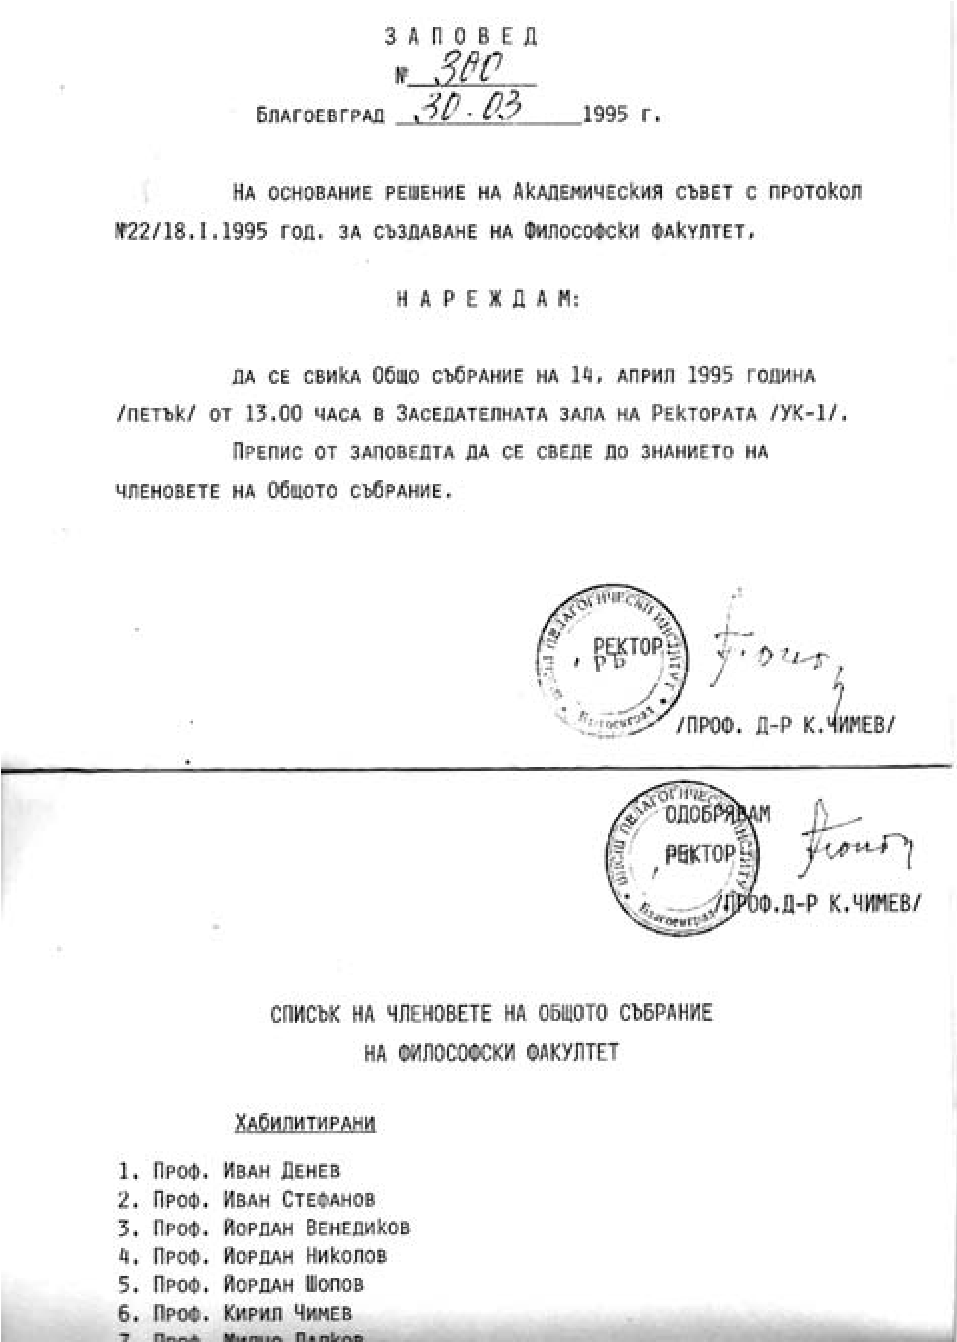 ЗАПОВЕД
№ 300
Благоевград 30.03 1995 г.
На основание решение на Академическия съвет с протокол
№22/18.I.1995 год. за създаване на Философски факултет,
НАРЕЖДАМ:
да се свика Общо събрание на 14, април 1995 година
/петък/ от 13.00 часа в Заседателната зала на Ректората /УК-1/.
Препис от заповедта да се сведе до знанието на
членовете на Общото събрание.
ВИСШ ПЕДАГОГИЧЕСКИ ИНСТИТУТ
Благоевград
РЕКТОР
/ПРОФ. Д-Р К.ЧИМЕВ/
ВИСШ ПЕДАГОГИЧЕСКИ ИНСТИТУТ
Благоевград
ОДОБРЯВАМ
РЕКТОР
/ПРОФ.Д-Р К.ЧИМЕВ/
СПИСЪК НА ЧЛЕНОВЕТЕ НА ОБЩОТО СЪБРАНИЕ
НА ФИЛОСОФСКИ ФАКУЛТЕТ
Хабилитирани
1. Проф. Иван Денев
2. Проф. Иван Стефанов
3. Проф. Йордан Венедиков
4. Проф. Йордан Николов
5. Проф. Йордан Шопов
6. Проф. Кирил Чимев
7. Проф.